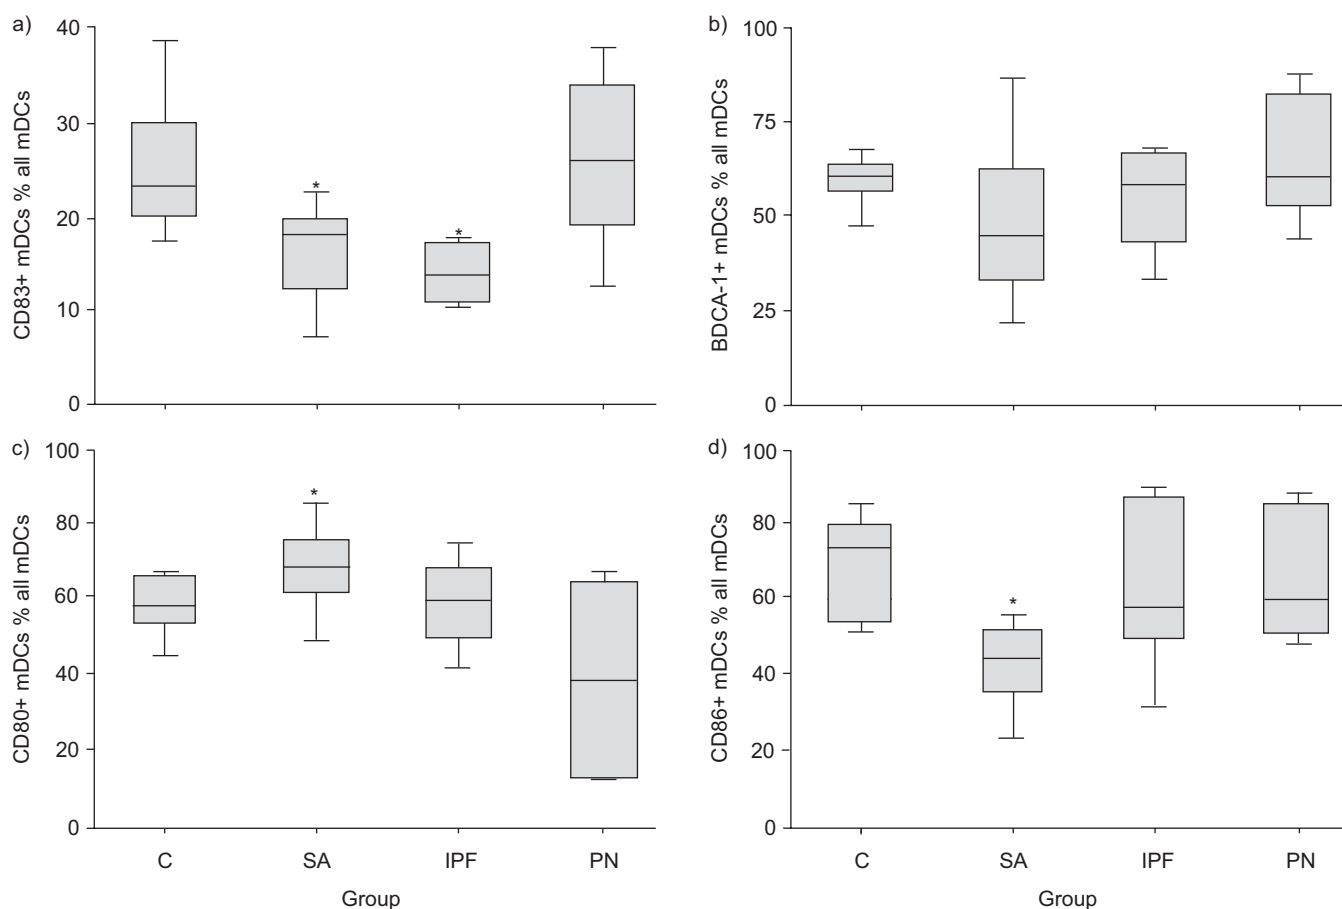 a)
CD83+ mDCs % all mDCs
40
30
20
10
0
*
*
b)
BDCA-1+ mDCs % all mDCs
100
75
50
25
0
c)
CD80+ mDCs % all mDCs
100
80
60
40
20
0
*
C SA IPF PN
Group
d)
CD86+ mDCs % all mDCs
100
80
60
40
20
0
*
C SA IPF PN
Group